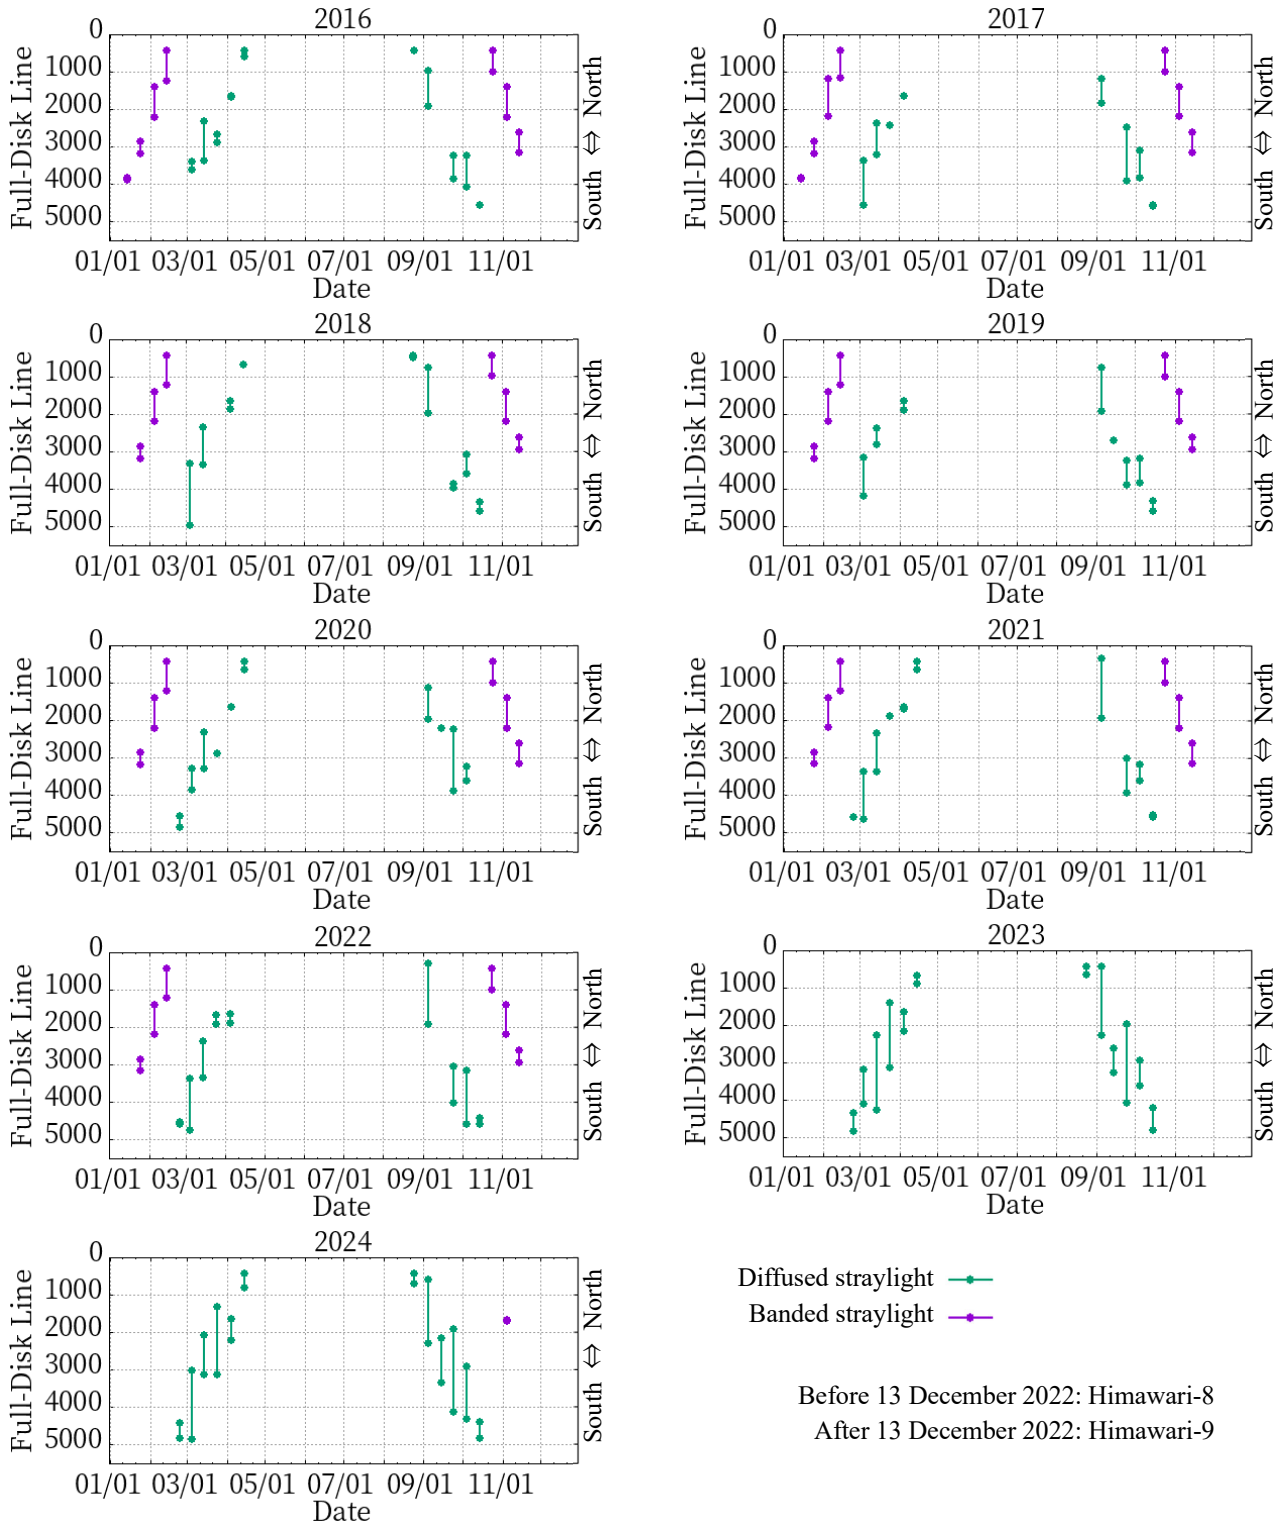 2016
Full-Disk Line
0
1000
2000
3000
4000
5000
South ⇔ North
01/01 03/01 05/01 07/01 09/01 11/01
Date
2017
Full-Disk Line
0
1000
2000
3000
4000
5000
South ⇔ North
01/01 03/01 05/01 07/01 09/01 11/01
Date
2018
Full-Disk Line
0
1000
2000
3000
4000
5000
South ⇔ North
01/01 03/01 05/01 07/01 09/01 11/01
Date
2019
Full-Disk Line
0
1000
2000
3000
4000
5000
South ⇔ North
01/01 03/01 05/01 07/01 09/01 11/01
Date
2020
Full-Disk Line
0
1000
2000
3000
4000
5000
South ⇔ North
01/01 03/01 05/01 07/01 09/01 11/01
Date
2021
Full-Disk Line
0
1000
2000
3000
4000
5000
South ⇔ North
01/01 03/01 05/01 07/01 09/01 11/01
Date
2022
Full-Disk Line
0
1000
2000
3000
4000
5000
South ⇔ North
01/01 03/01 05/01 07/01 09/01 11/01
Date
2023
Full-Disk Line
0
1000
2000
3000
4000
5000
South ⇔ North
01/01 03/01 05/01 07/01 09/01 11/01
Date
2024
Full-Disk Line
0
1000
2000
3000
4000
5000
South ⇔ North
01/01 03/01 05/01 07/01 09/01 11/01
Date
Diffused straylight
Banded straylight
Before 13 December 2022: Himawari-8
After 13 December 2022: Himawari-9